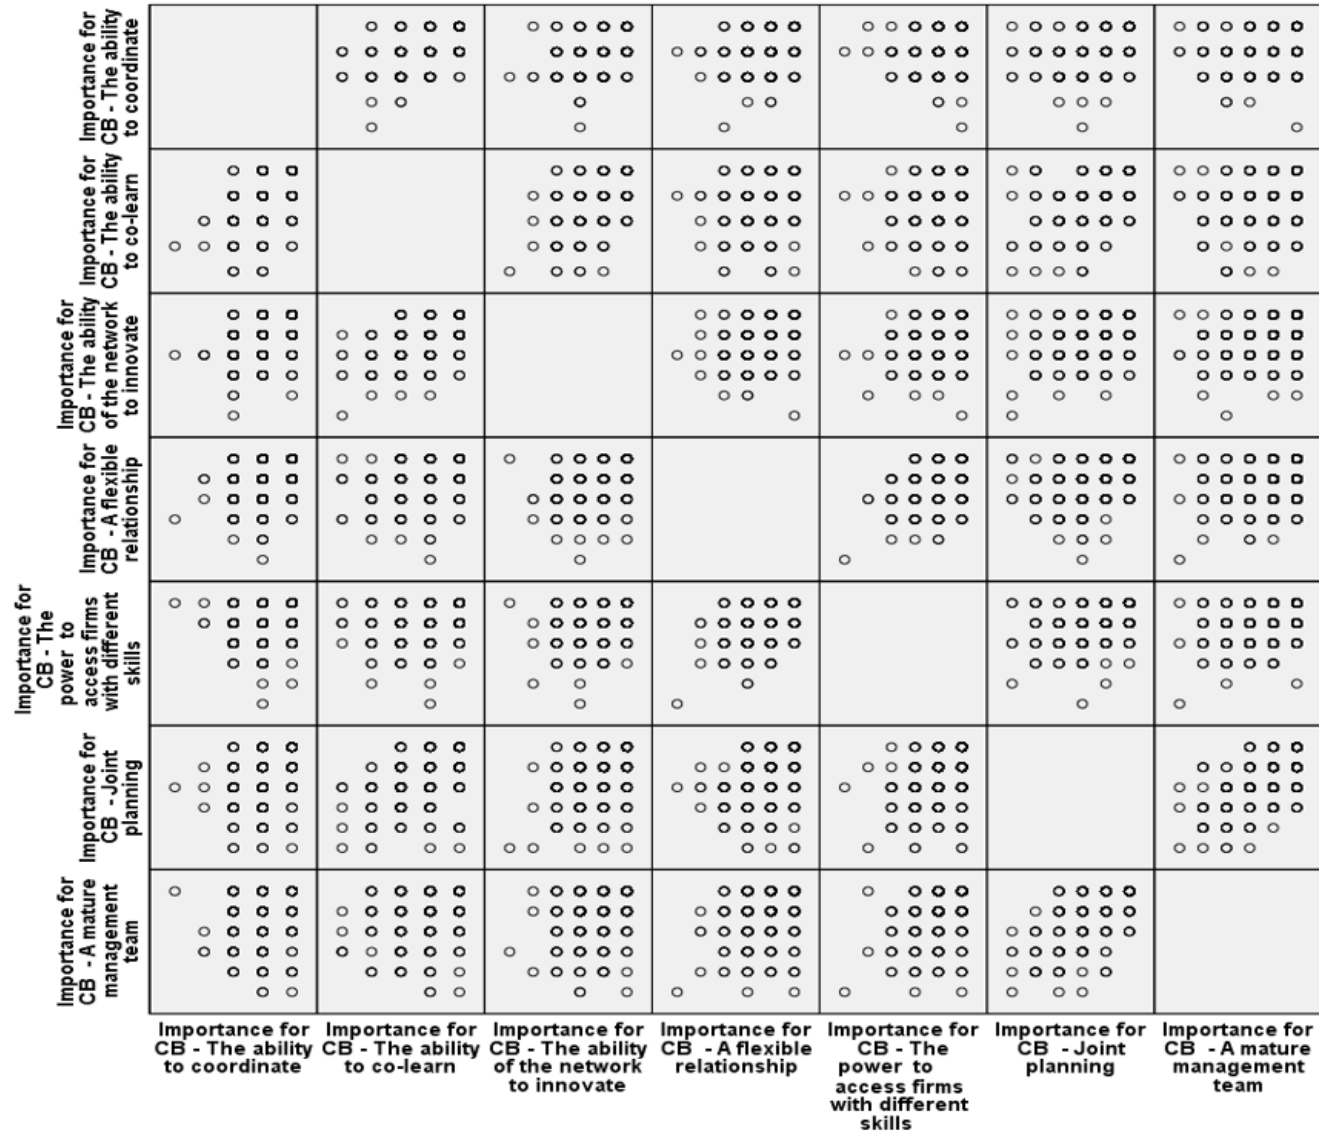 Importance for
CB - The ability
to coordinate
Importance for
CB - The ability
to co-learn
Importance for
CB - The ability
of the network
to innovate
Importance for
CB - A flexible
relationship
Importance for
CB - The
power to
access firms
with different
skills
Importance for
CB - Joint
planning
Importance for
CB - A mature
management
team
Importance for
CB - The ability
to coordinate
Importance for
CB - The ability
to co-learn
Importance for
CB - The ability
of the network
to innovate
Importance for
CB - A flexible
relationship
Importance for
CB - The
power to
access firms
with different
skills
Importance for
CB - Joint
planning
Importance for
CB - A mature
management
team